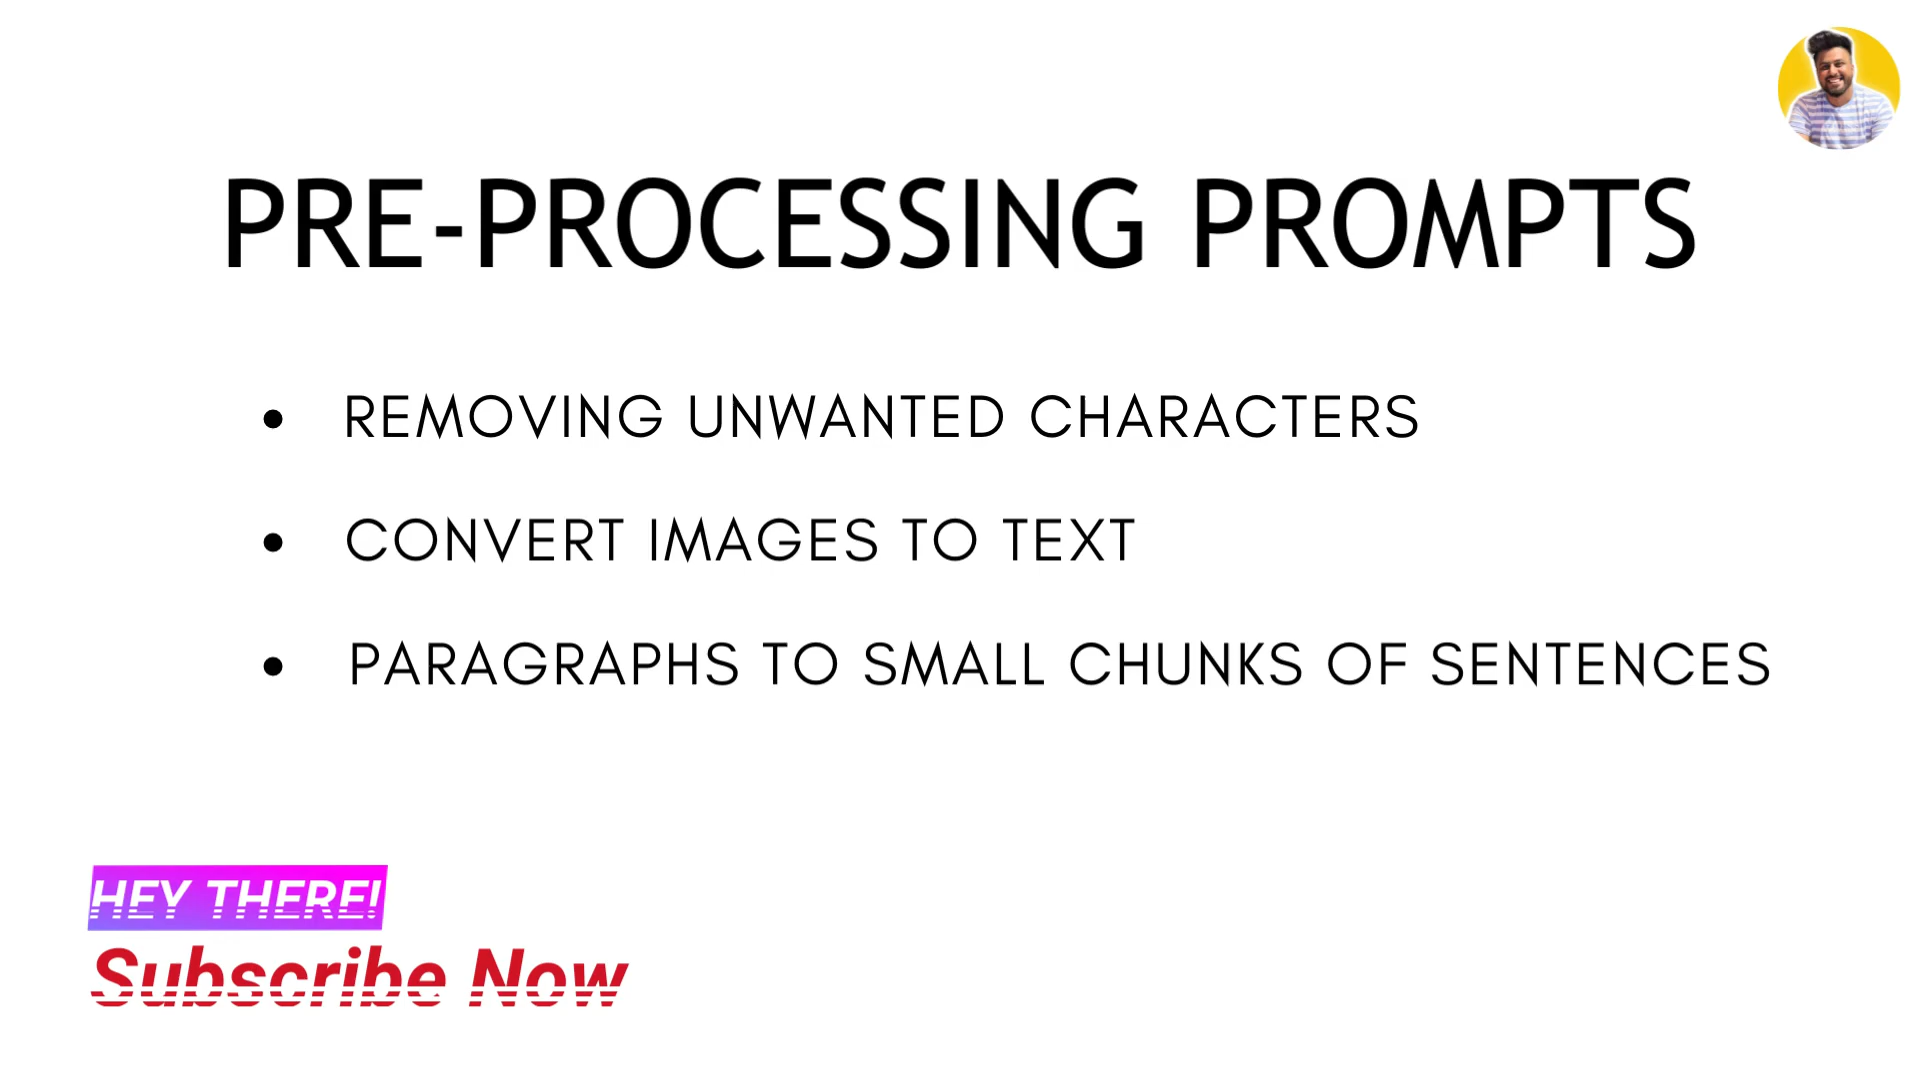 PRE-PROCESSING PROMPTS
• REMOVING UNWANTED CHARACTERS
• CONVERT IMAGES TO TEXT
• PARAGRAPHS TO SMALL CHUNKS OF SENTENCES
HEY THERE!
Subscribe Now